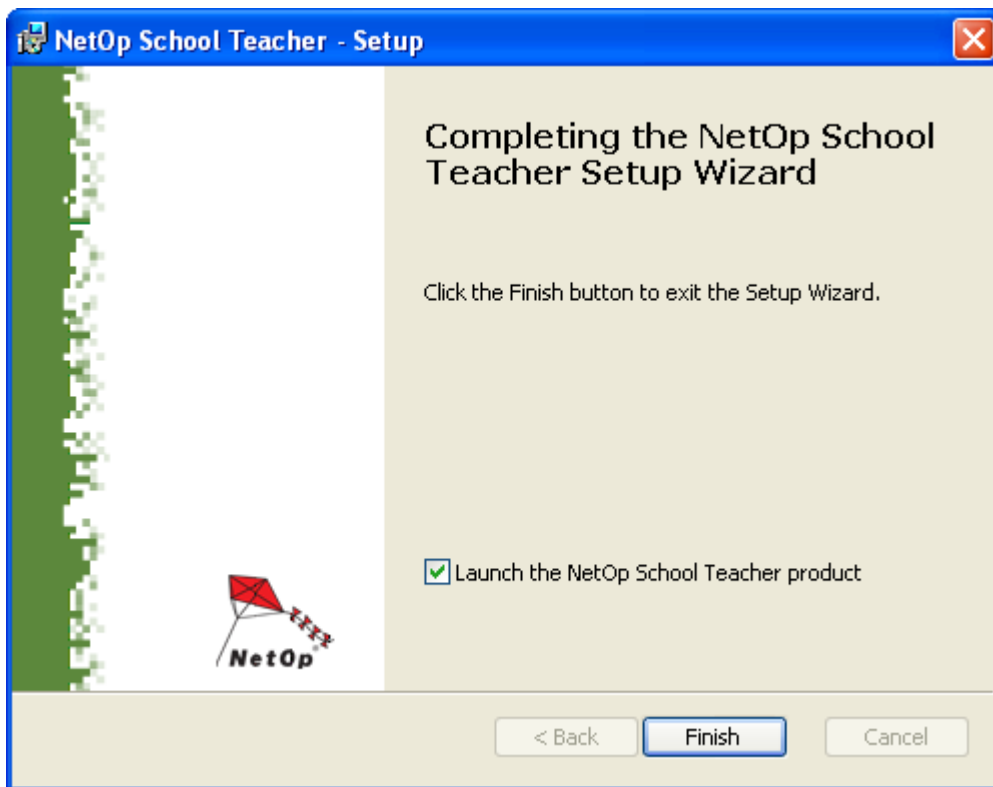 NetOp School Teacher - Setup
Completing the NetOp School
Teacher Setup Wizard
Click the Finish button to exit the Setup Wizard.
Launch the NetOp School Teacher product
NetOp®
< Back
Finish
Cancel